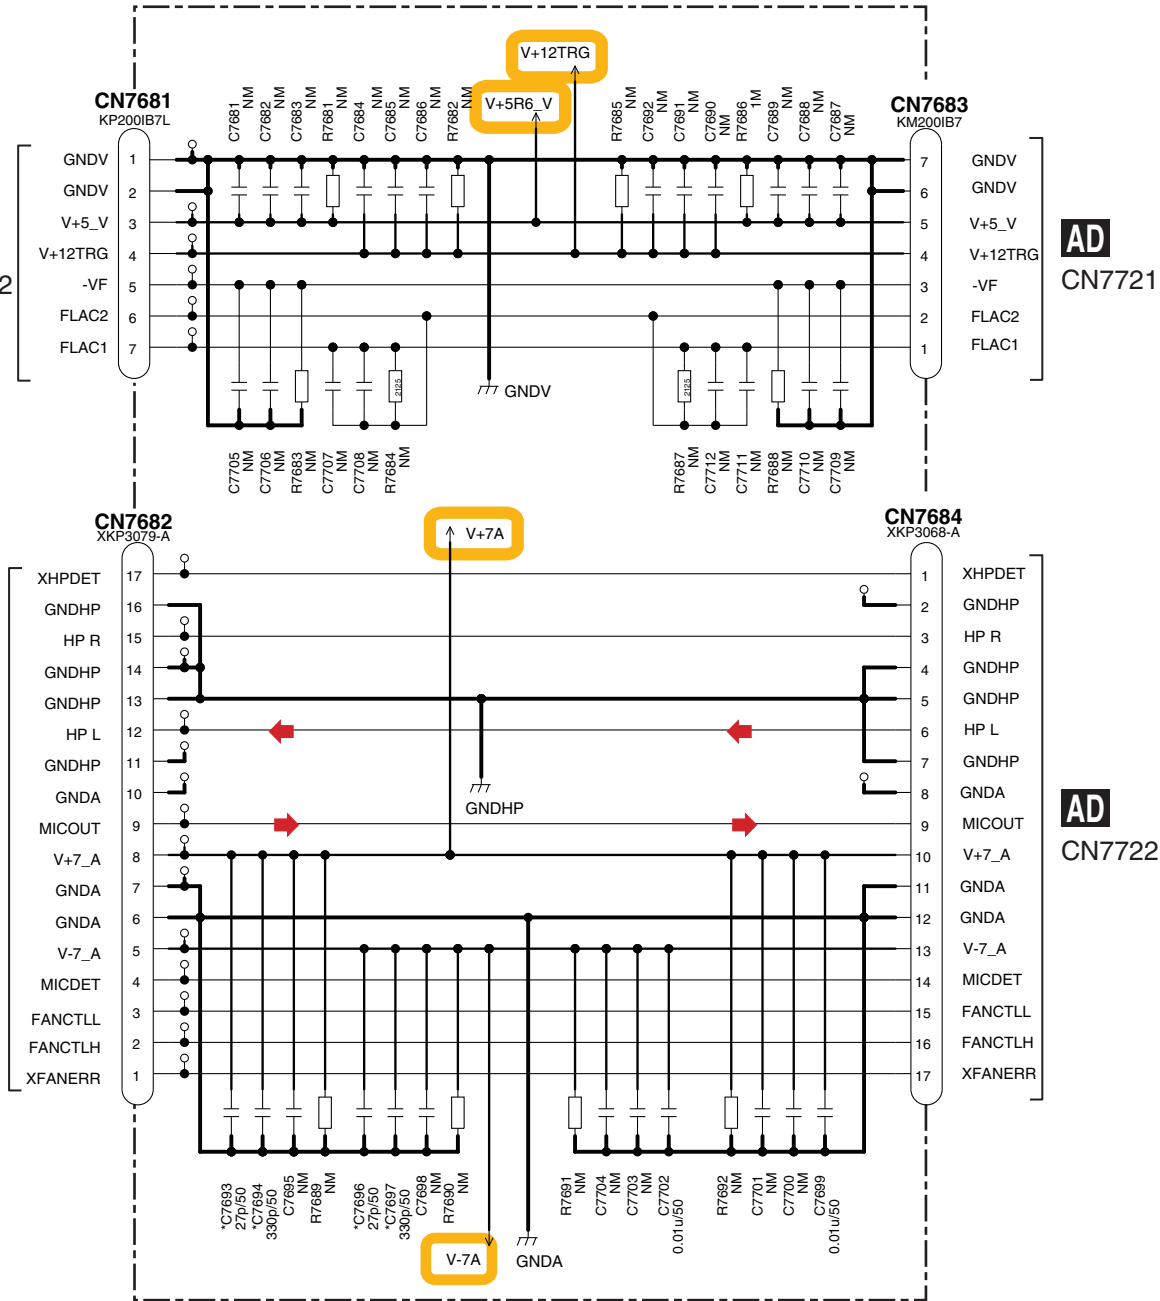 V+12TRG
V+5R6_V
CN7681
KP200IB7L
C7681 NM
C7682 NM
C7683 NM
R7681 NM
C7684 NM
C7685 NM
C7686 NM
R7682 NM
R7685 NM
C7692 NM
C7691 NM
C7690 NM
R7686 1M
C7689 NM
C7688 NM
C7687 NM
CN7683
KM200IB7
GNDV 1
GNDV 2
V+5_V 3
V+12TRG 4
-VF 5
FLAC2 6
FLAC1 7
2
7 GNDV
6 GNDV
5 V+5_V
4 V+12TRG
3 -VF
2 FLAC2
1 FLAC1
AD
CN7721
2125
2125
GNDV
C7705 NM
C7706 NM
R7683 NM
C7707 NM
C7708 NM
R7684 NM
R7687 NM
C7712 NM
C7711 NM
R7688 NM
C7710 NM
C7709 NM
CN7682
XKP3079-A
V+7A
CN7684
XKP3068-A
XHPDET 17
GNDHP 16
HP R 15
GNDHP 14
GNDHP 13
HP L 12
GNDHP 11
GNDA 10
MICOUT 9
V+7_A 8
GNDA 7
GNDA 6
V-7_A 5
MICDET 4
FANCTLL 3
FANCTLH 2
XFANERR 1
GNDHP
1 XHPDET
2 GNDHP
3 HP R
4 GNDHP
5 GNDHP
6 HP L
7 GNDHP
8 GNDA
9 MICOUT
10 V+7_A
11 GNDA
12 GNDA
13 V-7_A
14 MICDET
15 FANCTLL
16 FANCTLH
17 XFANERR
AD
CN7722
*C7693 27p/50
*C7694 330p/50
C7695 NM
R7689 NM
*C7696 27p/50
*C7697 330p/50
C7698 NM
R7690 NM
R7691 NM
C7704 NM
C7703 NM
C7702 0.01u/50
R7692 NM
C7701 NM
C7700 NM
C7699 0.01u/50
V-7A
GNDA